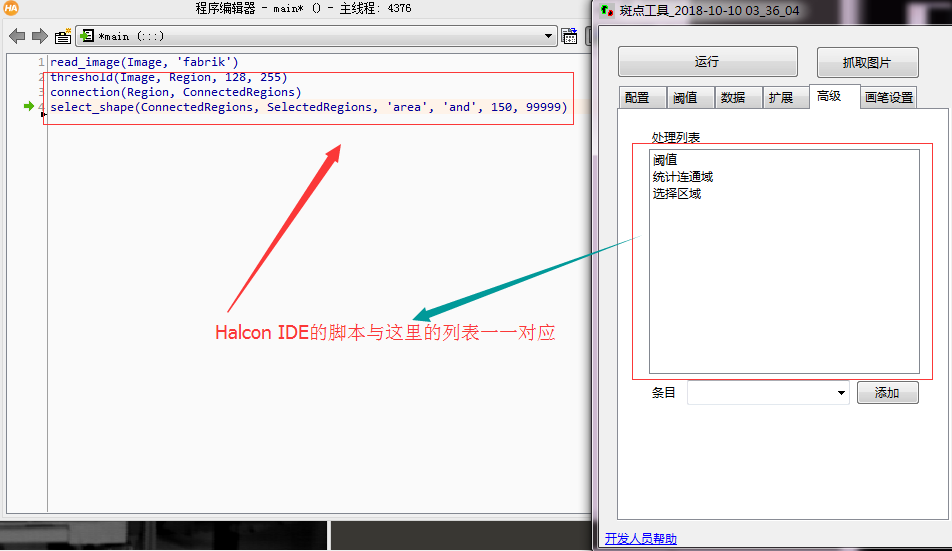 HA
程序编辑器 - main* () - 主线程: 4376
*main (:::)
1 read_image(Image, 'fabrik')
2 threshold(Image, Region, 128, 255)
3 connection(Region, ConnectedRegions)
4 select_shape(ConnectedRegions, SelectedRegions, 'area', 'and', 150, 99999)
Halcon IDE的脚本与这里的列表一一对应
斑点工具_2018-10-10 03_36_04
运行
抓取图片
配置 阈值 数据 扩展 高级 画笔设置
处理列表
阈值
统计连通域
选择区域
条目
添加
开发人员帮助